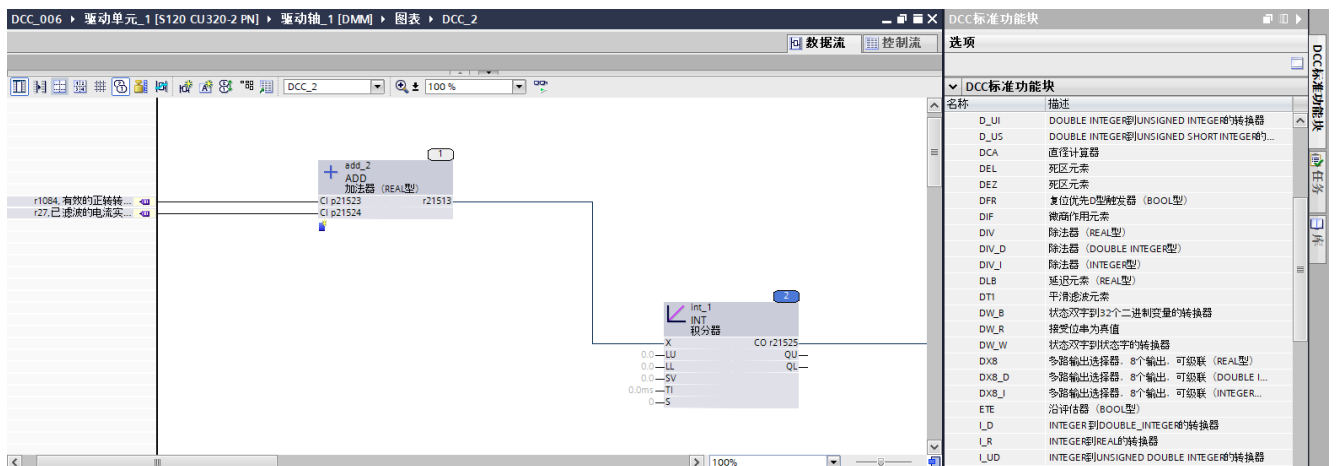 DCC_006 ▸ 驱动单元_1 [S120 CU320-2 PN] ▸ 驱动轴_1 [DMM] ▸ 图表 ▸ DCC_2
数据流
控制流
DCC_2
100 %
1
add_2
ADD
加法器（REAL型）
r1084, 有效的正转转...
CI p21523
r21513
r27,已滤波的电流实...
CI p21524
2
Int_1
INT
积分器
X
CO r21525
0.0
LU
QU
0.0
LL
QL
0.0
SV
0.0ms
TI
0
S
100%
DCC标准功能块
选项
DCC标准功能块
名称 描述
D_UI DOUBLE INTEGER到UNSIGNED INTEGER的转换器
D_US DOUBLE INTEGER到UNSIGNED SHORT INTEGER的...
DCA 直径计算器
DEL 死区元素
DEZ 死区元素
DFR 复位优先D型触发器（BOOL型）
DIF 微商作用元素
DIV 除法器（REAL型）
DIV_D 除法器（DOUBLE INTEGER型）
DIV_I 除法器（INTEGER型）
DLB 延迟元素（REAL型）
DT1 平滑滤波元素
DW_B 状态双字到32个二进制变量的转换器
DW_R 接受位串为真值
DW_W 状态双字到状态字的转换器
DX8 多路输出选择器，8个输出，可级联（REAL型）
DX8_D 多路输出选择器，8个输出，可级联（DOUBLE I...
DX8_I 多路输出选择器，8个输出，可级联（INTEGER...
ETE 沿评估器（BOOL型）
I_D INTEGER 到DOUBLE_INTEGER的转换器
I_R INTEGER到REAL的转换器
I_UD INTEGER到UNSIGNED DOUBLE INTEGER的转换器
DCC标准功能块
任务
库